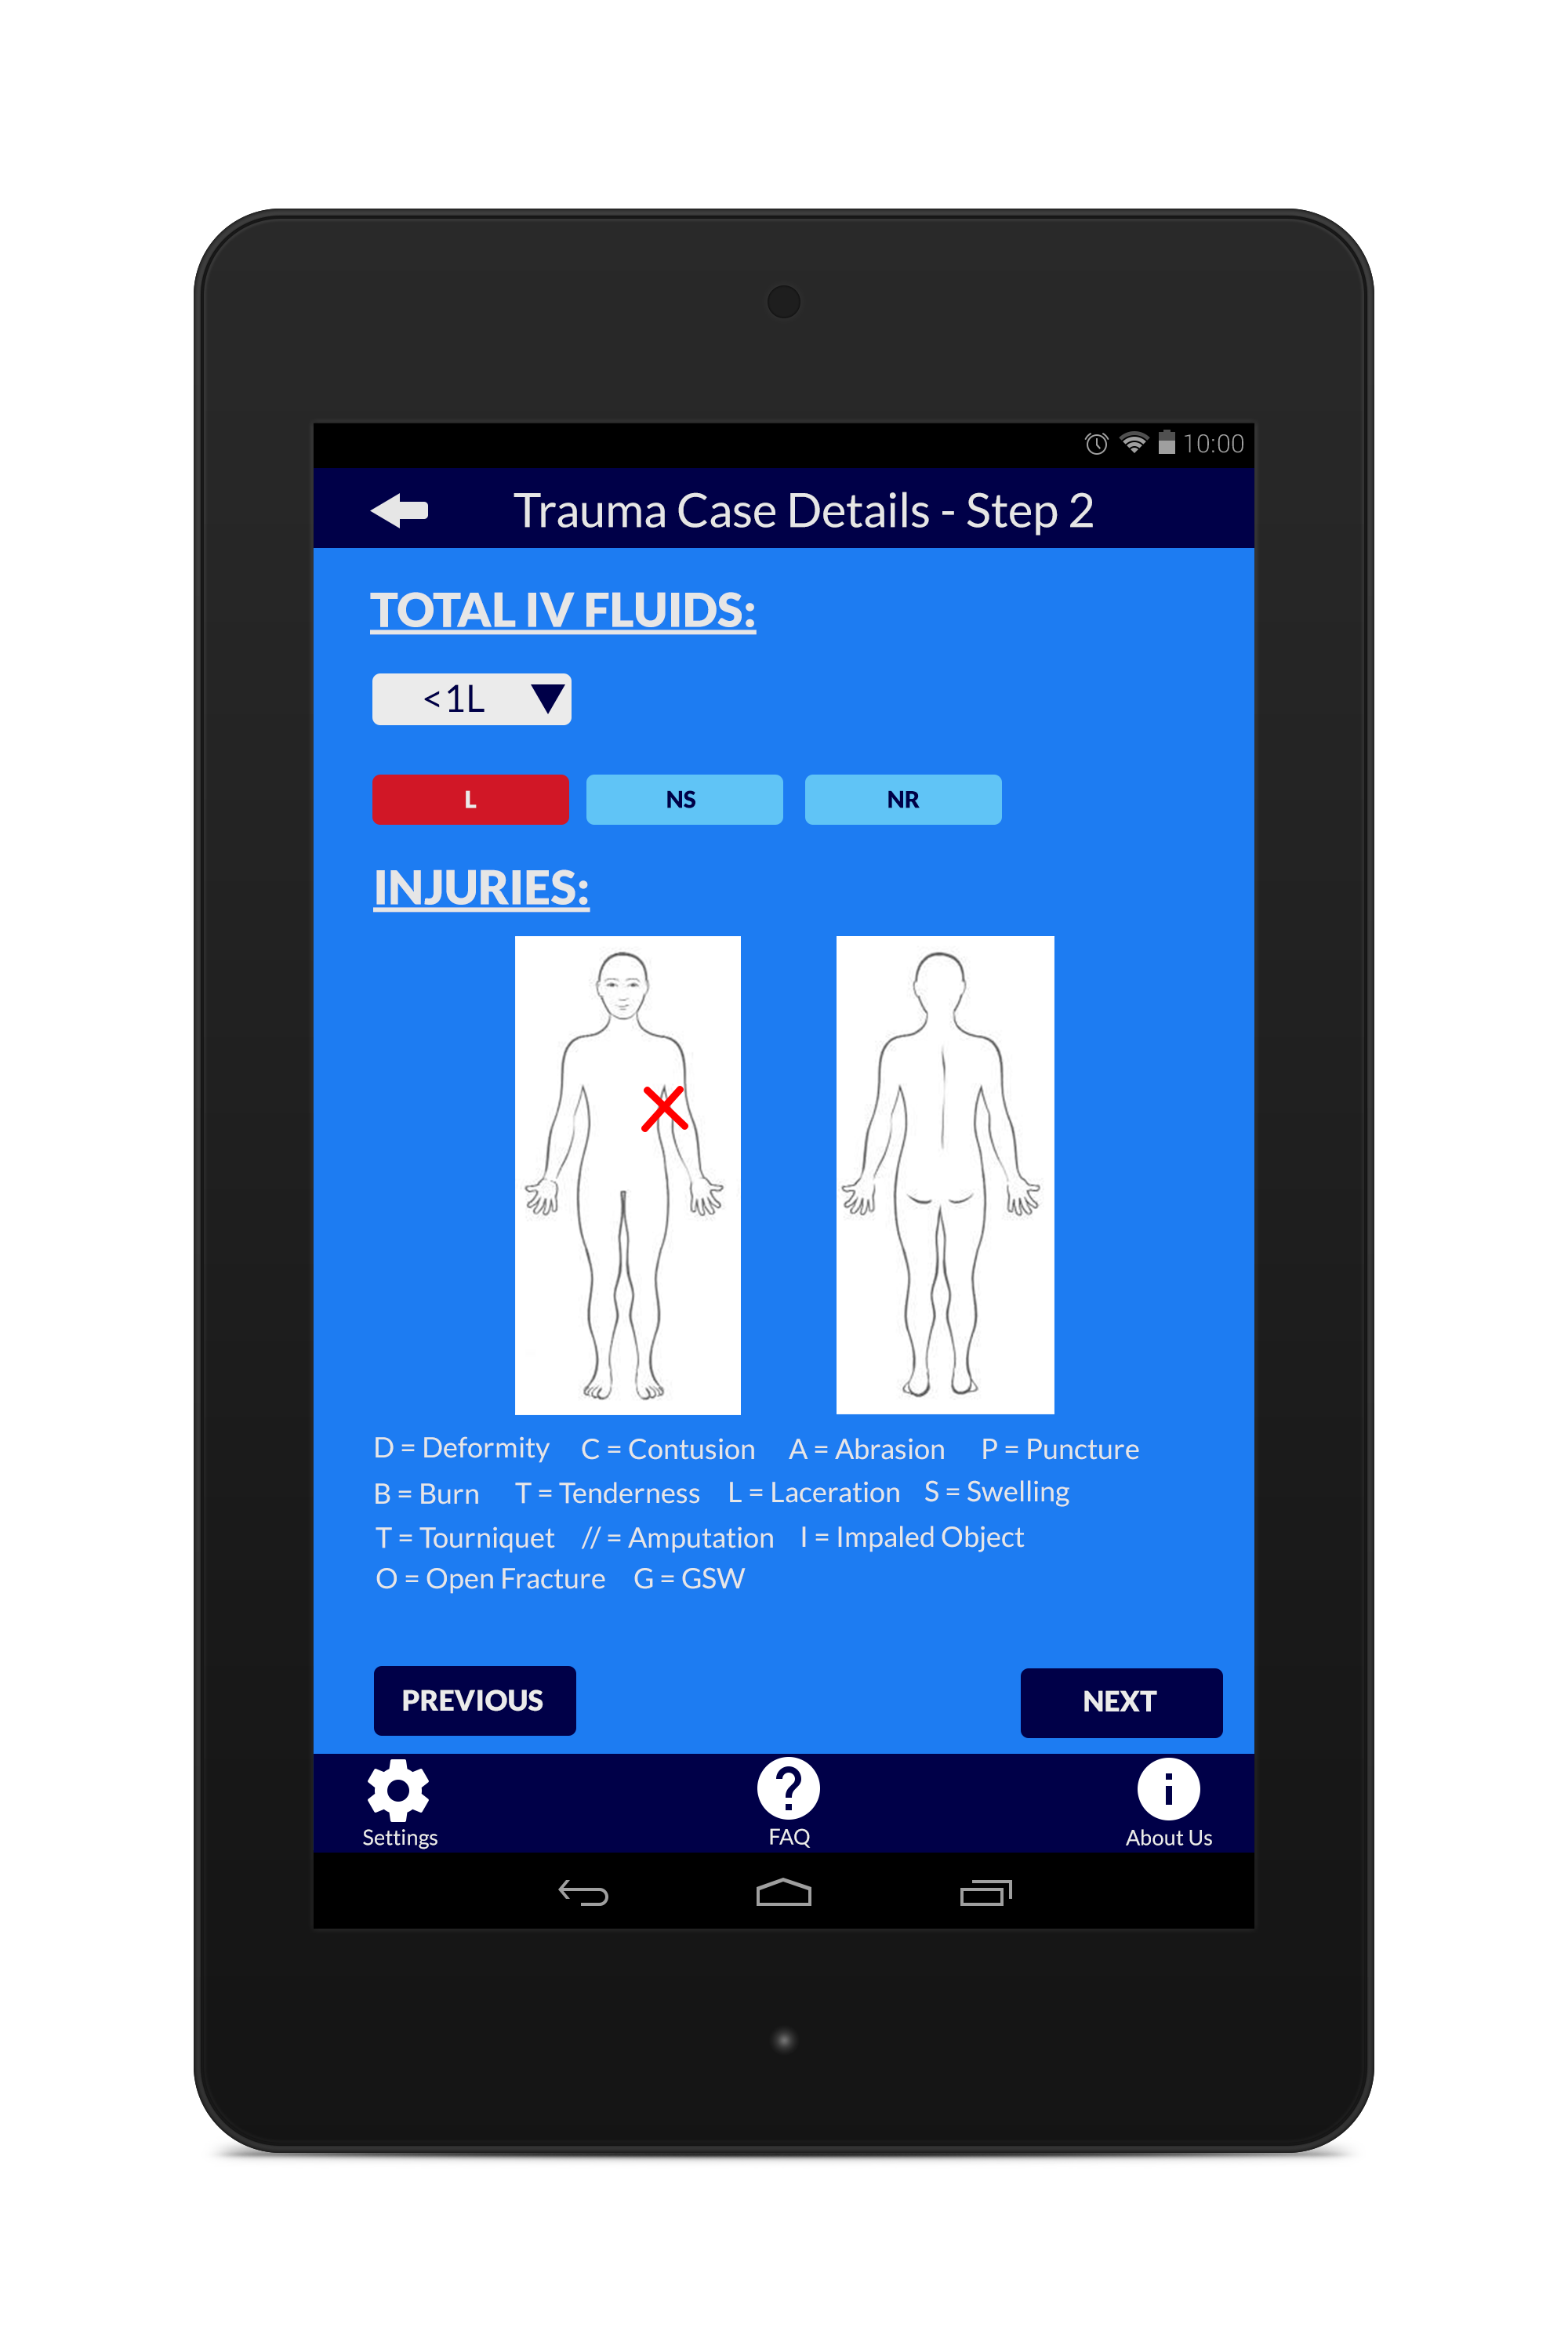 10:00
Trauma Case Details - Step 2
TOTAL IV FLUIDS:
<1L
L NS NR
INJURIES:
D = Deformity C = Contusion A = Abrasion P = Puncture
B = Burn T = Tenderness L = Laceration S = Swelling
T = Tourniquet // = Amputation I = Impaled Object
O = Open Fracture G = GSW
PREVIOUS NEXT
Settings FAQ About Us